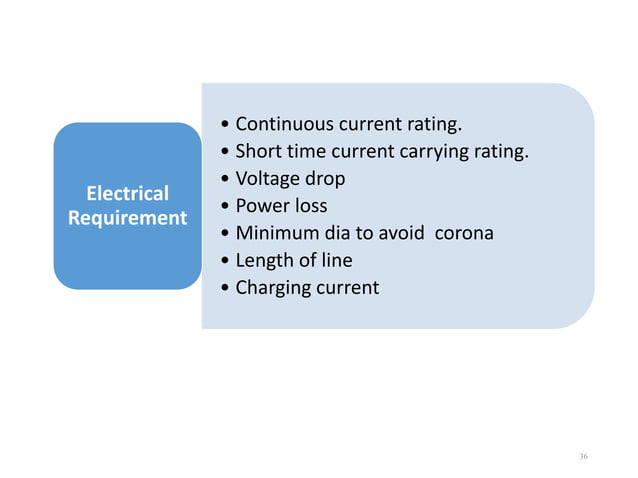 Electrical
Requirement
• Continuous current rating.
• Short time current carrying rating.
• Voltage drop
• Power loss
• Minimum dia to avoid  corona
• Length of line
• Charging current
36